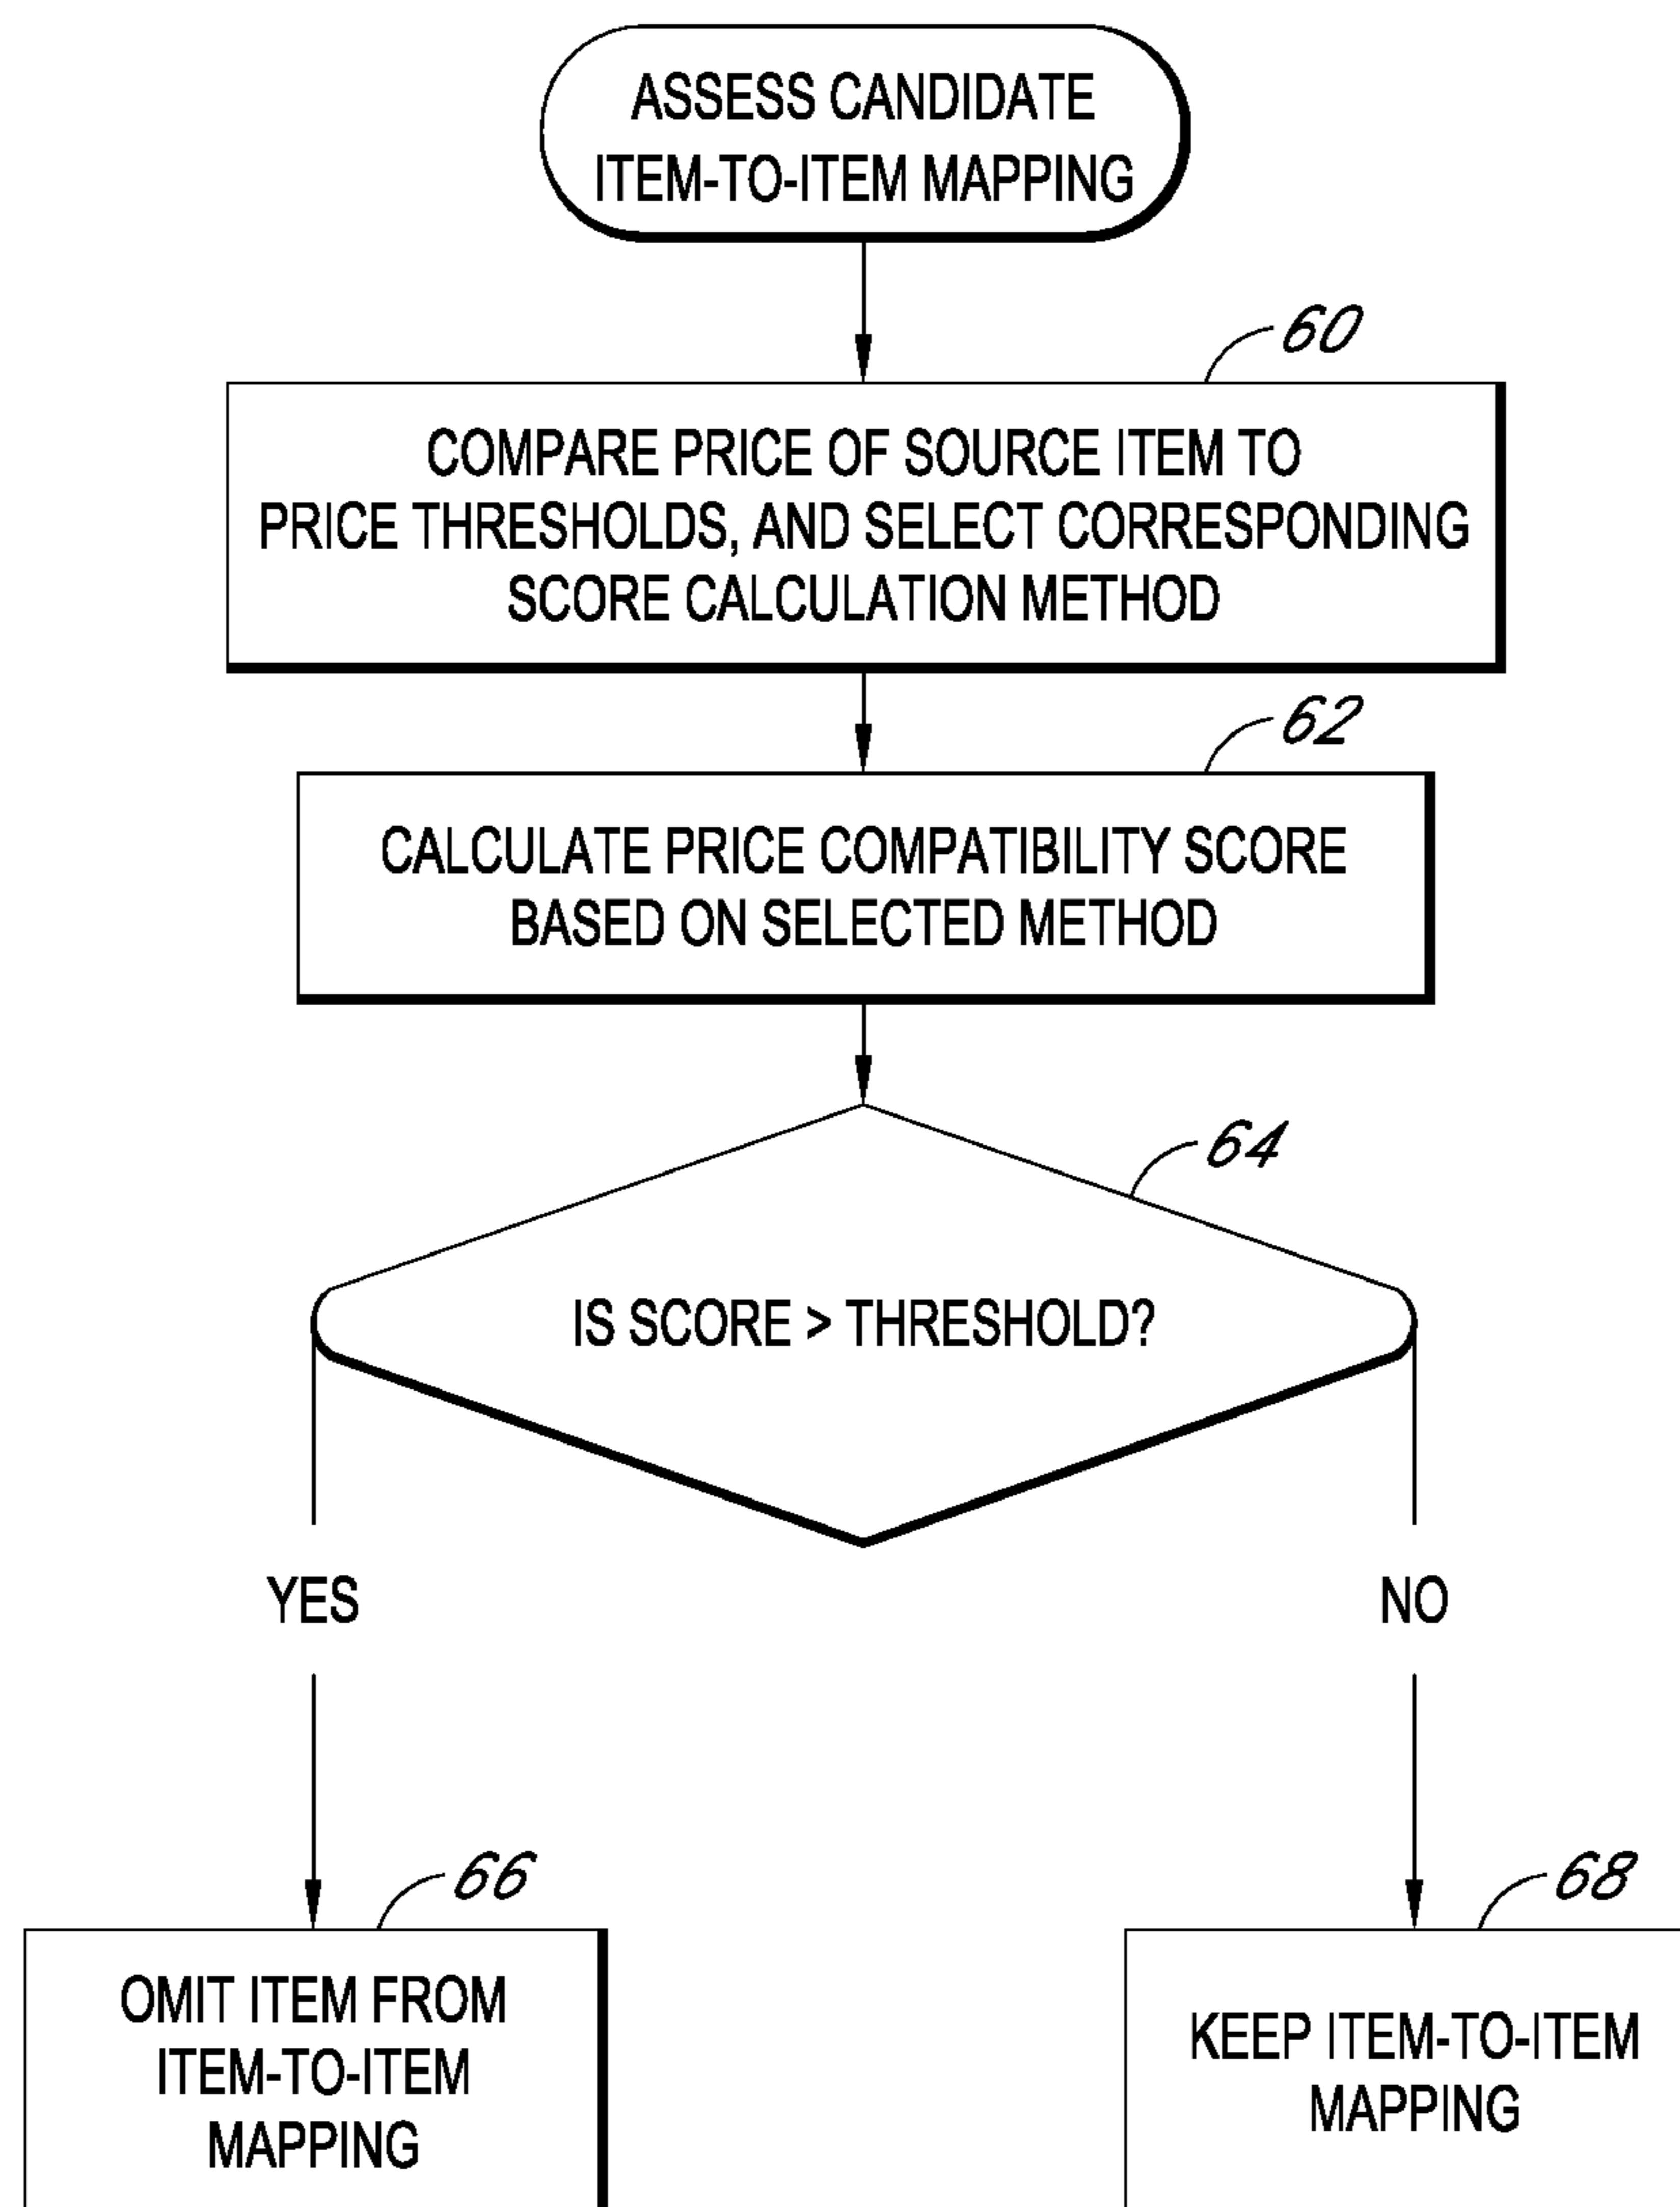 ASSESS CANDIDATE
ITEM-TO-ITEM MAPPING
60
COMPARE PRICE OF SOURCE ITEM TO
PRICE THRESHOLDS, AND SELECT CORRESPONDING
SCORE CALCULATION METHOD
62
CALCULATE PRICE COMPATIBILITY SCORE
BASED ON SELECTED METHOD
64
IS SCORE > THRESHOLD?
YES
NO
66
OMIT ITEM FROM
ITEM-TO-ITEM
MAPPING
68
KEEP ITEM-TO-ITEM
MAPPING